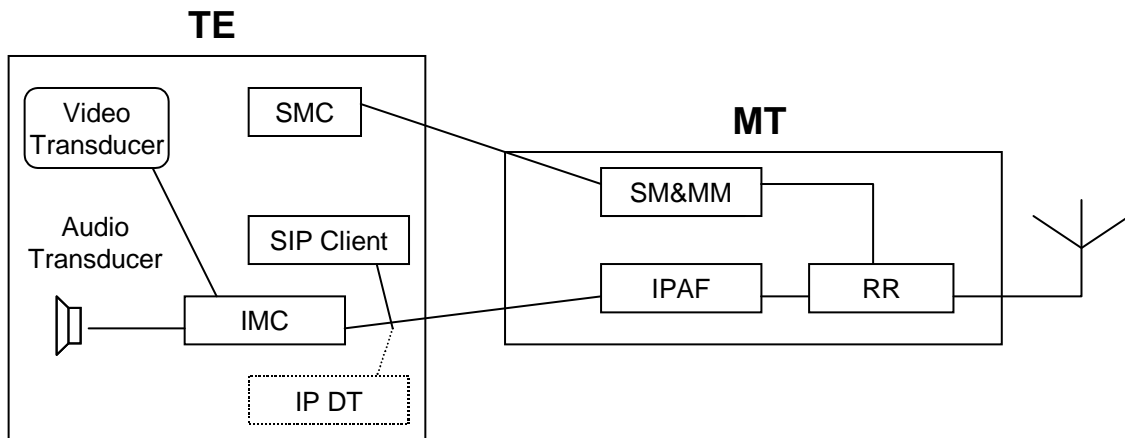 TE
Video
Transducer
SMC
MT
SM&MM
Audio
Transducer
SIP Client
IPAF
RR
IMC
IP DT